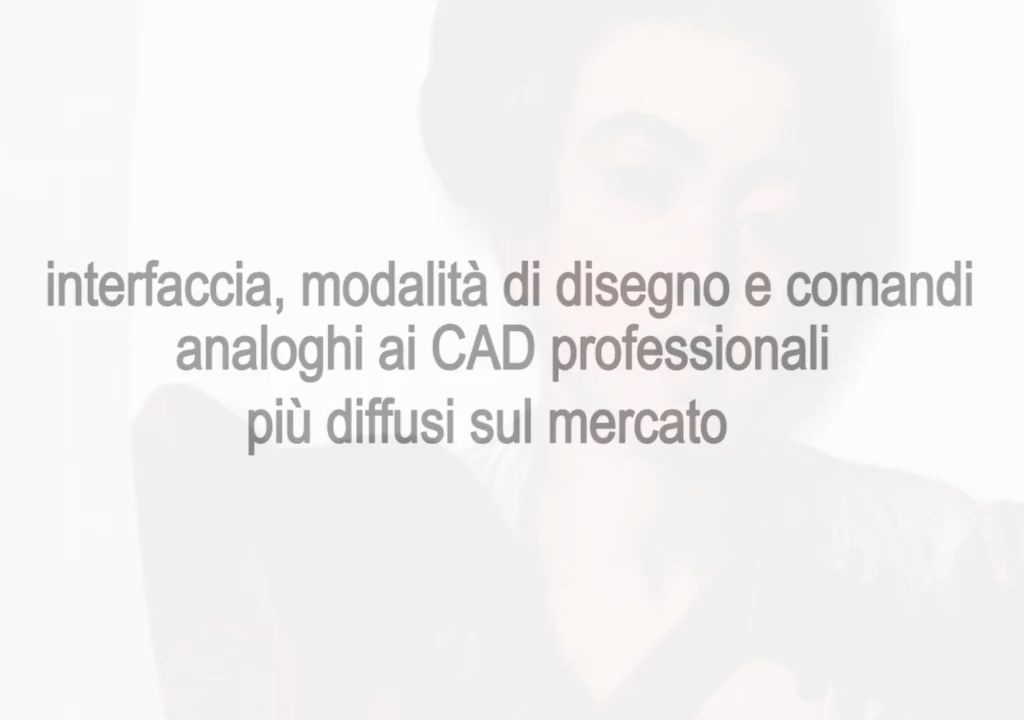 interfaccia, modalità di disegno e comandi
analoghi ai CAD professionali
più diffusi sul mercato